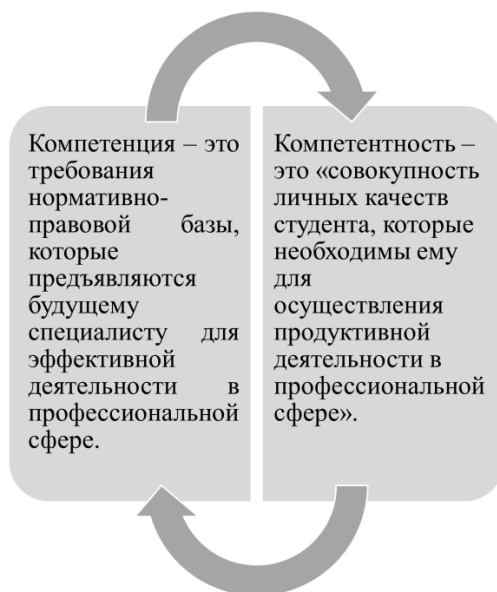 Компетенция – это
требования
нормативно-
правовой базы,
которые
предъявляются
будущему
специалисту для
эффективной
деятельности в
профессиональной
сфере.
Компетентность –
это «совокупность
личных качеств
студента, которые
необходимы ему
для
осуществления
продуктивной
деятельности в
профессиональной
сфере».